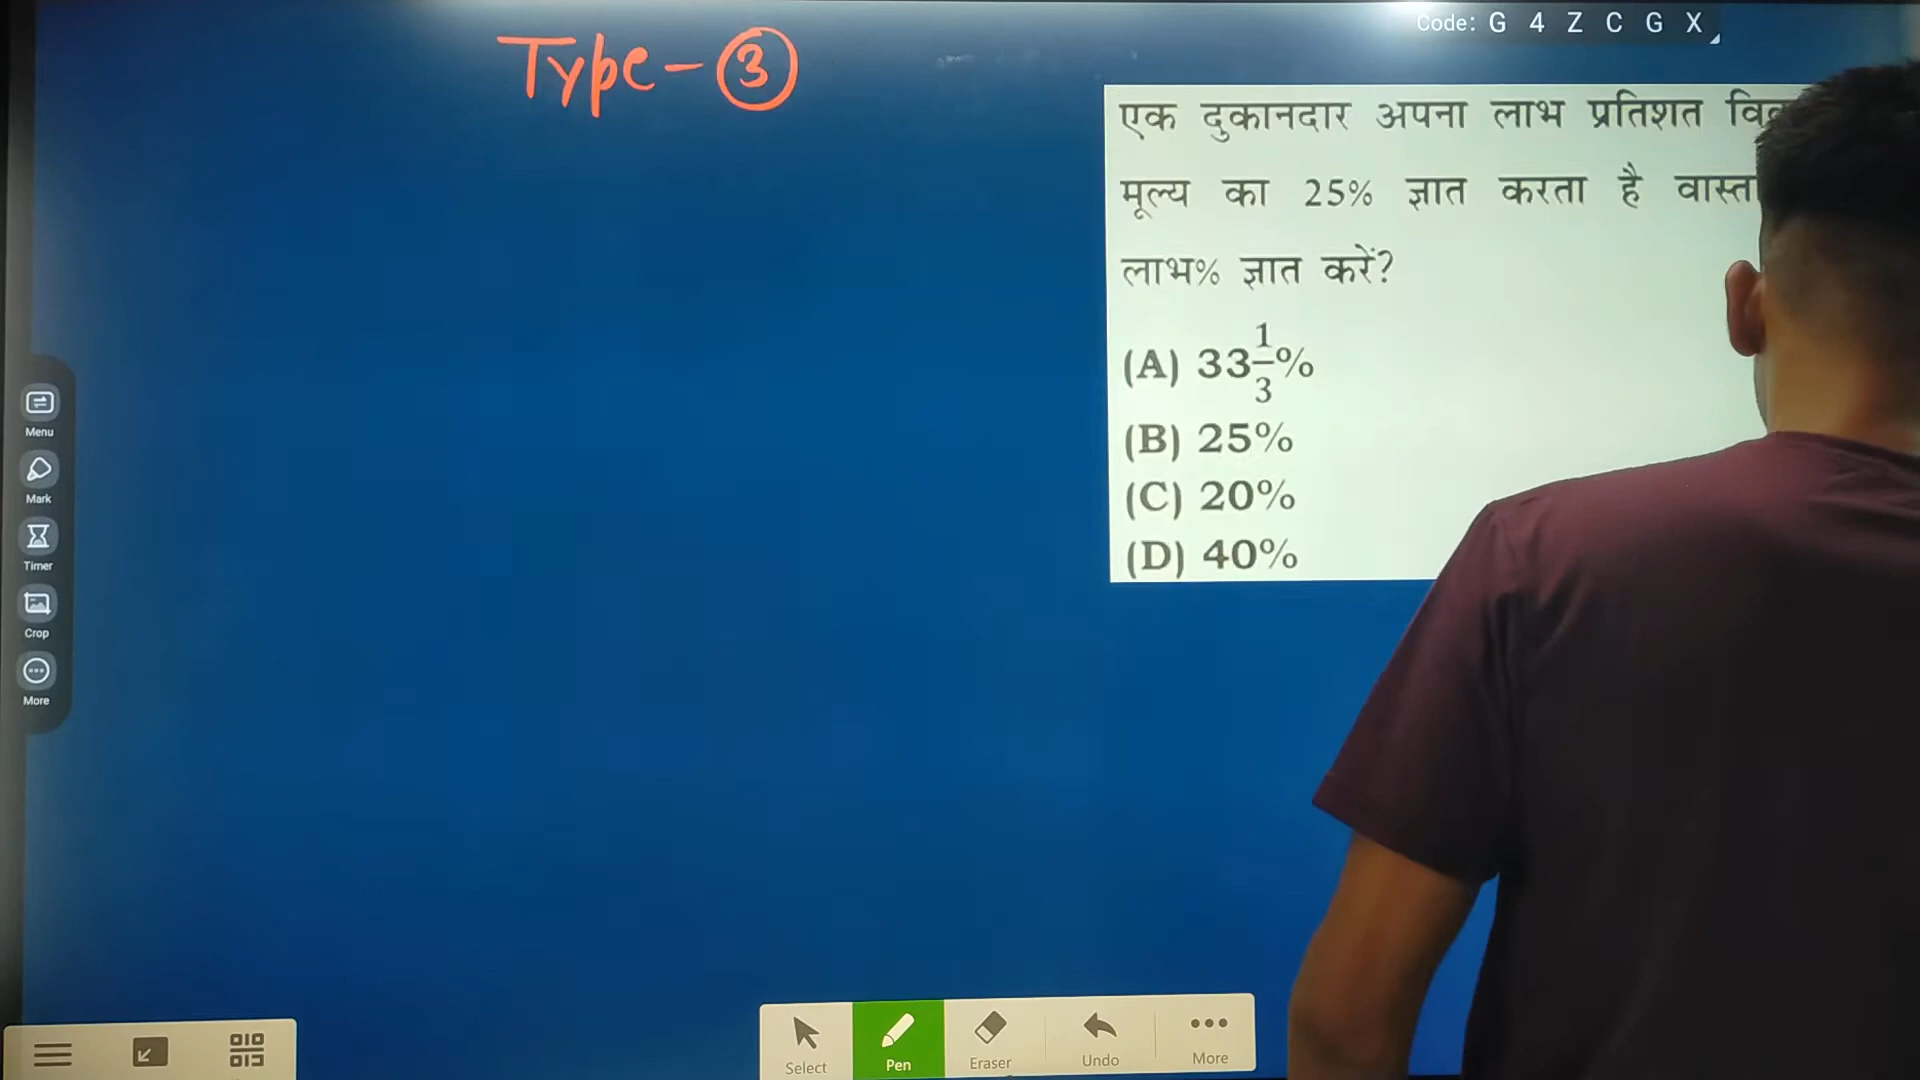 Code: G 4 Z C G X
Type-③
एक दुकानदार अपना लाभ प्रतिशत
मूल्य का 25% ज्ञात करता है
लाभ% ज्ञात करें?
(A) 33 1/3 %
(B) 25%
(C) 20%
(D) 40%
Menu
Mark
Timer
Crop
More
Select
Pen
Eraser
Undo
More